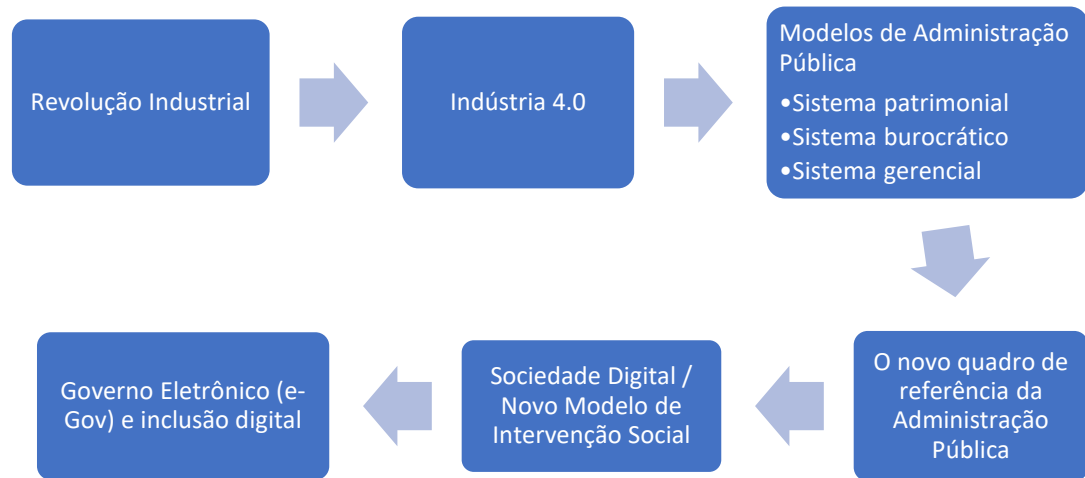 Revolução Industrial
Indústria 4.0
Modelos de Administração
Pública
•Sistema patrimonial
•Sistema burocrático
•Sistema gerencial
O novo quadro de
referência da
Administração
Pública
Sociedade Digital /
Novo Modelo de
Intervenção Social
Governo Eletrônico (e-
Gov) e inclusão digital